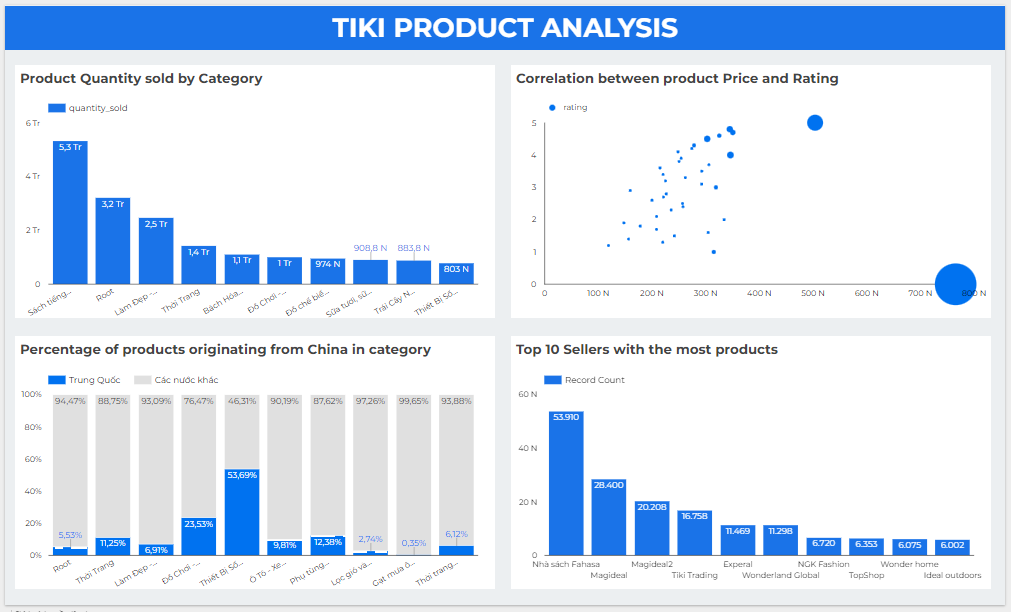 TIKI PRODUCT ANALYSIS
Product Quantity sold by Category
quantity_sold
6 Tr
4 Tr
2 Tr
0
5,3 Tr
3,2 Tr
2,5 Tr
1,4 Tr
1,1 Tr
1 Tr
974 N
908,8 N
883,8 N
803 N
Sách tiếng...
Root
Làm Đẹp -...
Thời Trang
Bách Hóa...
Đồ Chơi -...
Đồ chế biế...
Sữa tươi, sữ...
Trái Cây N...
Thiết Bị Số...
Correlation between product Price and Rating
rating
5
4
3
2
1
0
0
100 N
200 N
300 N
400 N
500 N
600 N
700 N
800 N
Percentage of products originating from China in category
Trung Quốc
Các nước khác
100%
80%
60%
40%
20%
0%
94,47%
88,75%
93,09%
76,47%
46,31%
90,19%
87,62%
97,26%
99,65%
93,88%
5,53%
11,25%
6,91%
23,53%
53,69%
9,81%
12,38%
2,74%
0,35%
6,12%
Root
Thời Trang
Làm Đẹp -...
Đồ Chơi -...
Thiết Bị Số...
Ô Tô - Xe...
Phụ tùng...
Lọc gió và...
Gạt mưa ô...
Thời trang...
Top 10 Sellers with the most products
Record Count
60 N
40 N
20 N
0
53.910
28.400
20.208
16.758
11.469
11.298
6.720
6.353
6.075
6.002
Nhà sách Fahasa
Magideal
Magideal2
Tiki Trading
Experal
Wonderland Global
NGK Fashion
TopShop
Wonder home
Ideal outdoors